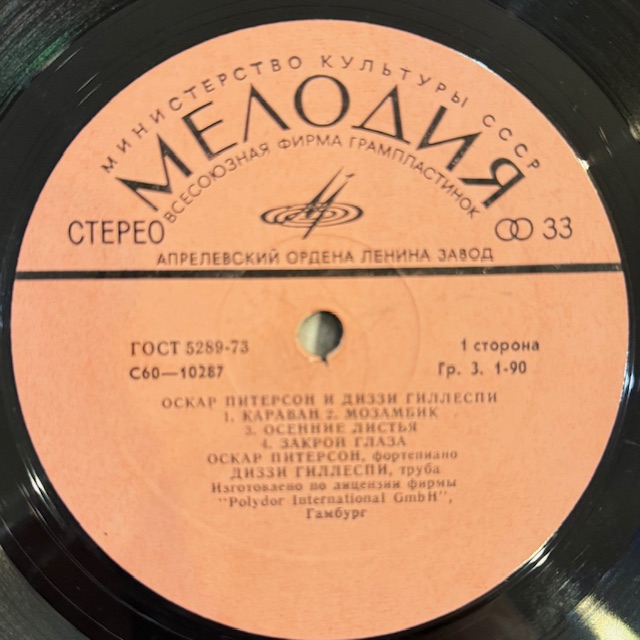 МИНИСТЕРСТВО КУЛЬТУРЫ СССР
МЕЛОДИЯ
ВСЕСОЮЗНАЯ ФИРМА ГРАМПЛАСТИНОК
СТЕРЕО
33
АПРЕЛЕВСКИЙ ОРДЕНА ЛЕНИНА ЗАВОД
ГОСТ 5289-73
1 сторона
С60—10287
Гр. 3. 1-90
ОСКАР ПИТЕРСОН И ДИЗЗИ ГИЛЛЕСПИ
1. КАРАВАН 2. МОЗАМБИК
3. ОСЕННИЕ ЛИСТЬЯ
4. ЗАКРОЙ ГЛАЗА
ОСКАР ПИТЕРСОН, фортепиано
ДИЗЗИ ГИЛЛЕСПИ, труба
Изготовлено по лицензии фирмы
"Polydor International GmbH",
Гамбург